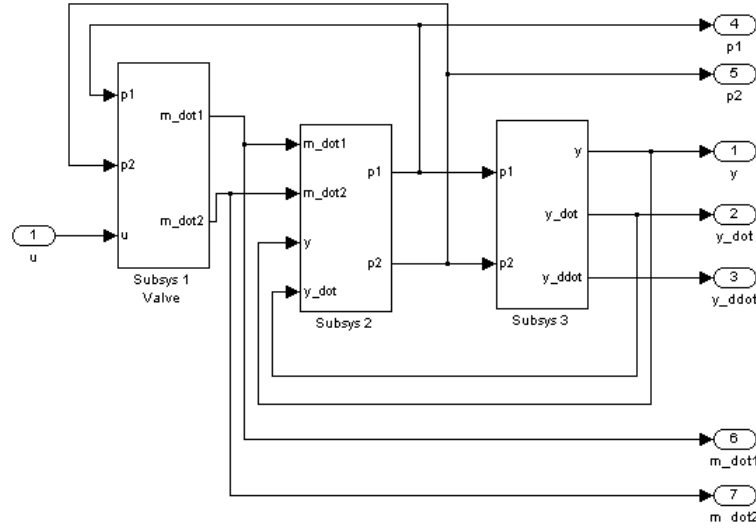 4
p1
5
p2
p1
m_dot1
p2
m_dot2
u
Subsys 1
Valve
1
u
m_dot1
p1
m_dot2
y
p2
y_dot
Subsys 2
y
p1
y_dot
p2
y_ddot
Subsys 3
1
y
2
y_dot
3
y_ddot
6
m_dot1
7
m_dot2